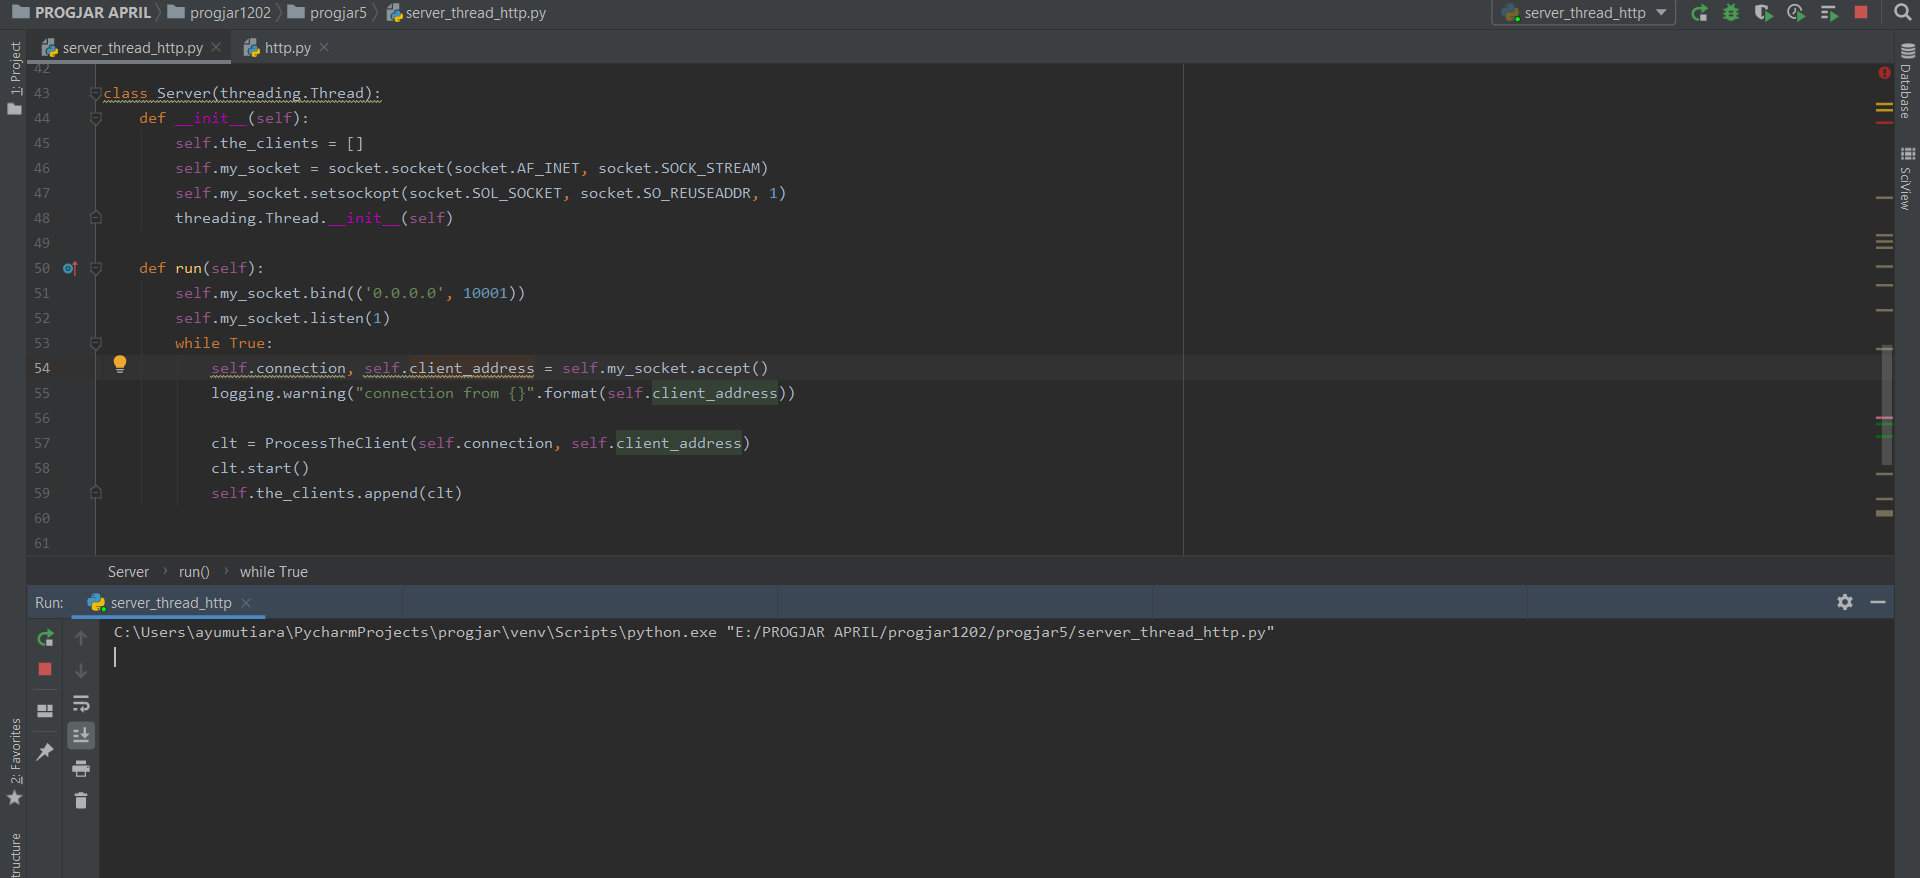 PROGJAR APRIL progjar1202 progjar5 server_thread_http.py server_thread_http
1: Project
server_thread_http.py http.py
42
43 class Server(threading.Thread):
44     def __init__(self):
45         self.the_clients = []
46         self.my_socket = socket.socket(socket.AF_INET, socket.SOCK_STREAM)
47         self.my_socket.setsockopt(socket.SOL_SOCKET, socket.SO_REUSEADDR, 1)
48         threading.Thread.__init__(self)
49
50     def run(self):
51         self.my_socket.bind(('0.0.0.0', 10001))
52         self.my_socket.listen(1)
53         while True:
54             self.connection, self.client_address = self.my_socket.accept()
55             logging.warning("connection from {}".format(self.client_address))
56
57             clt = ProcessTheClient(self.connection, self.client_address)
58             clt.start()
59             self.the_clients.append(clt)
60
61
Database
SciView
Server run() while True
Run: server_thread_http
C:\Users\ayumutiara\PycharmProjects\progjar\venv\Scripts\python.exe "E:/PROGJAR APRIL/progjar1202/progjar5/server_thread_http.py"
2: Favorites
tructure